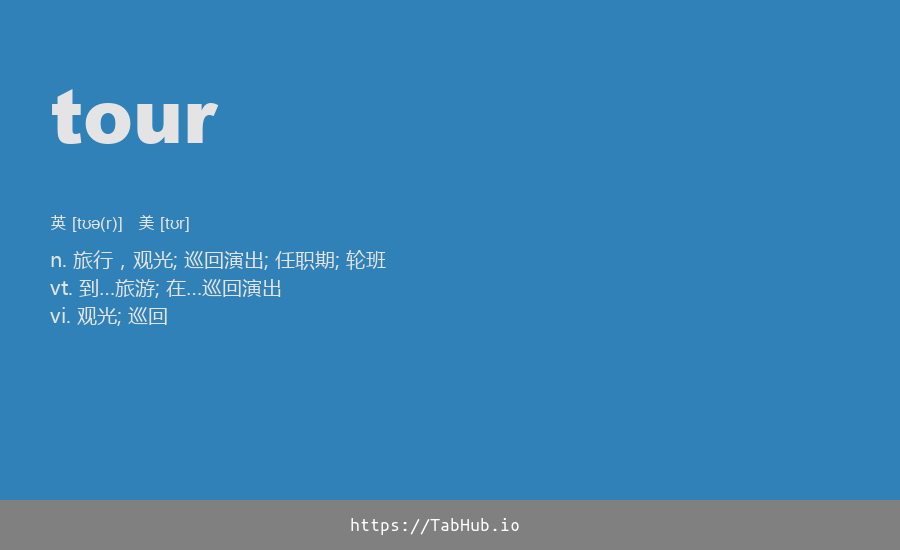 tour
英 [tʊə(r)] 美 [tʊr]
n. 旅行，观光; 巡回演出; 任职期; 轮班
vt. 到…旅游; 在…巡回演出
vi. 观光; 巡回
https://TabHub.io